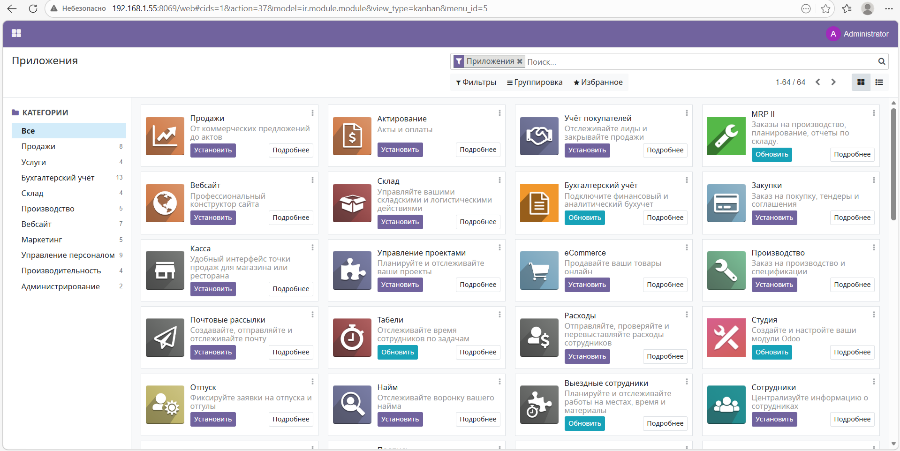 Небезопасно 192.168.1.55:8069/web#cids=1&action=37&model=ir.module.module&view_type=kanban&menu_id=5
A Administrator
Приложения
Приложения ✖ Поиск...
Фильтры Группировка Избранное
1-64 / 64
КАТЕГОРИИ
Все
Продажи 6
Услуги 4
Бухгалтерский учёт 13
Склад 4
Производство 6
Вебсайт 7
Маркетинг 5
Управление персоналом 9
Производительность 4
Администрирование 2
Продажи
От коммерческих предложений
до актов
Установить Подробнее
Актирование
Акты и оплаты
Установить Подробнее
Учёт покупателей
Отслеживайте лиды и
закрывайте продажи
Установить Подробнее
MRP II
Заказы на производство,
планирование, отчеты по
складу
Обновить Подробнее
Вебсайт
Профессиональный
конструктор сайта
Установить Подробнее
Склад
Управляйте вашими
складскими и логистическими
действиями
Установить Подробнее
Бухгалтерский учёт
Подключите финансовый и
аналитический бухучет
Обновить Подробнее
Закупки
Заказ на покупку, тендеры и
соглашения
Установить Подробнее
Касса
Удобный интерфейс точки
продаж для магазина или
ресторана
Установить Подробнее
Управление проектами
Планируйте и отслеживайте
ваши проекты
Установить Подробнее
eCommerce
Продавайте ваши товары
онлайн
Установить Подробнее
Производство
Заказ на производство и
спецификации
Установить Подробнее
Почтовые рассылки
Создавайте, отправляйте и
отслеживайте почту
Установить Подробнее
Табели
Отслеживайте время
сотрудников по задачам
Обновить Подробнее
Расходы
Отправляйте, проверяйте и
перевыставляйте расходы
сотрудников
Установить Подробнее
Студия
Создайте и настройте ваши
модули Odoo
Обновить Подробнее
Отпуск
Фиксируйте заявки на отпуска и
отгулы
Установить Подробнее
Найм
Отслеживайте воронку вашего
найма
Установить Подробнее
Выездные сотрудники
Планируйте и отслеживайте
работы на местах, время и
материалы
Обновить Подробнее
Сотрудники
Централизуйте информацию о
сотрудниках
Установить Подробнее